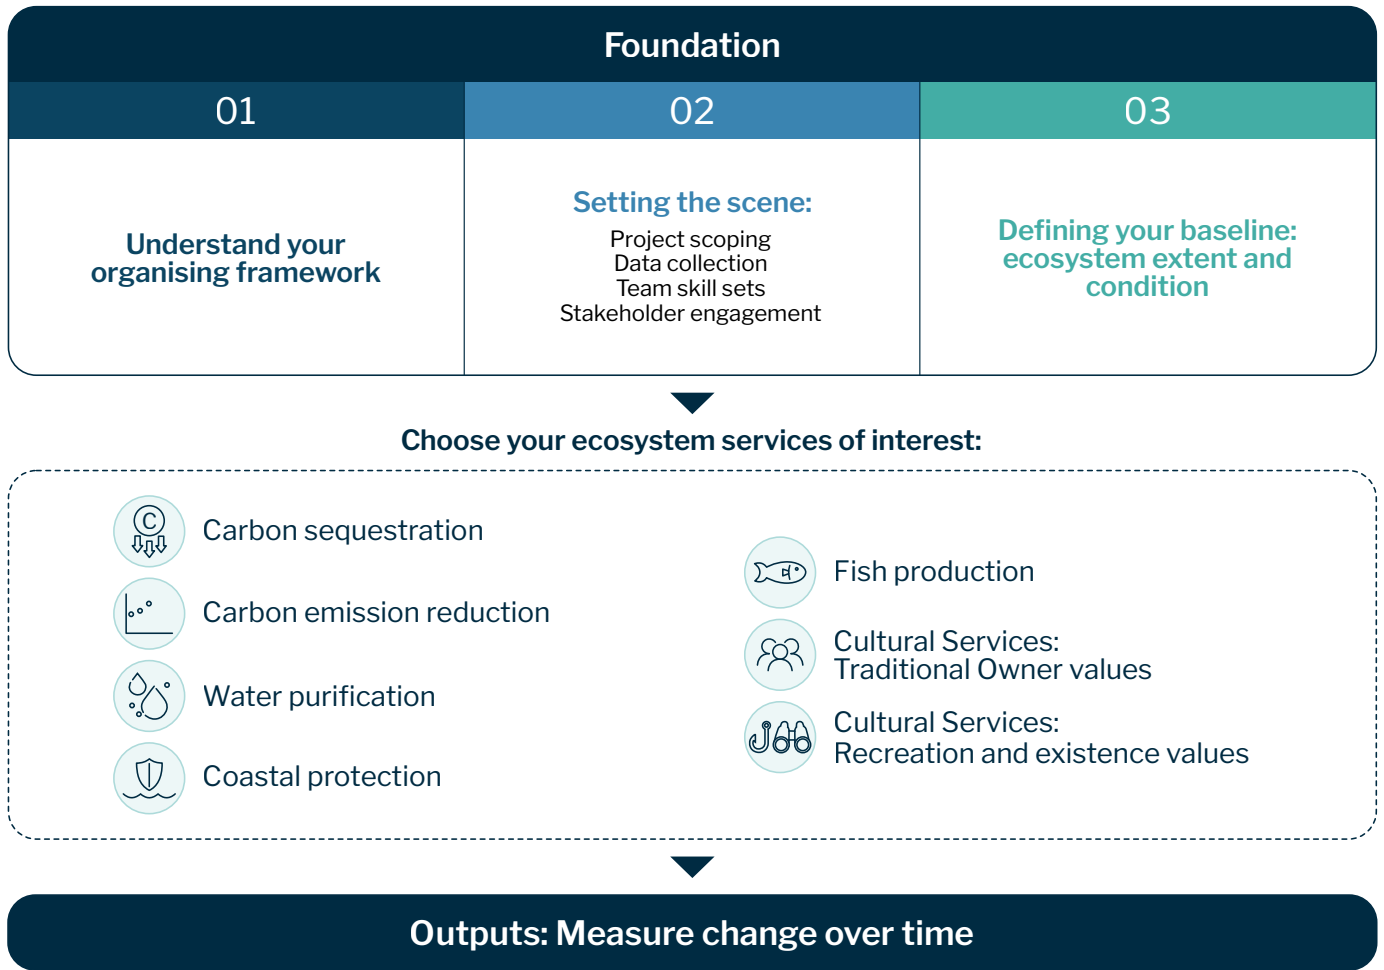 Foundation
01
02
03
Understand your
organising framework
Setting the scene:
Project scoping
Data collection
Team skill sets
Stakeholder engagement
Defining your baseline:
ecosystem extent and
condition
Choose your ecosystem services of interest:
C
Carbon sequestration
Carbon emission reduction
Water purification
Coastal protection
Fish production
Cultural Services:
Traditional Owner values
Cultural Services:
Recreation and existence values
Outputs: Measure change over time